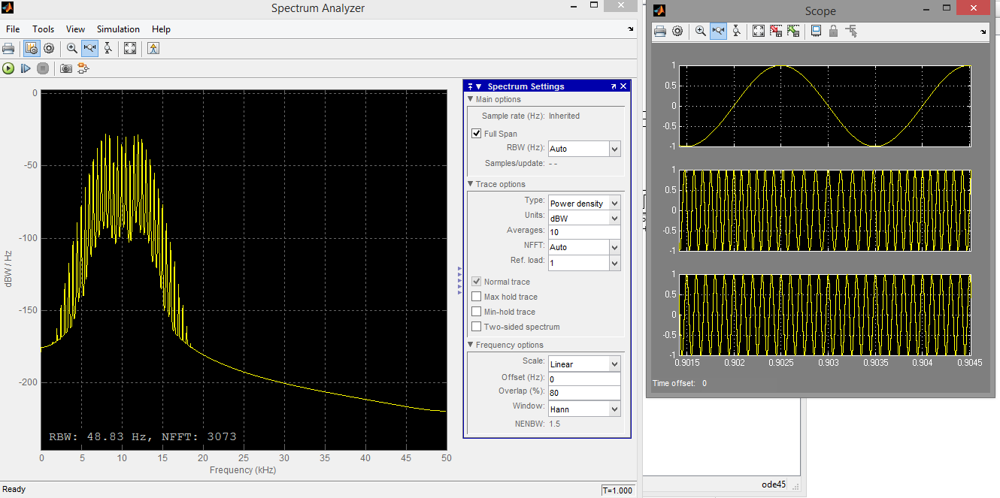 Spectrum Analyzer
File Tools View Simulation Help
0
-50
-100
-150
-200
dBW / Hz
RBW: 48.83 Hz, NFFT: 3073
0 5 10 15 20 25 30 35 40 45 50
Frequency (kHz)
Ready
T=1.000
Spectrum Settings
Main options
Sample rate (Hz): Inherited
Full Span
RBW (Hz): Auto
Samples/update: - -
Trace options
Type: Power density
Units: dBW
Averages: 10
NFFT: Auto
Ref. load: 1
Normal trace
Max hold trace
Min-hold trace
Two-sided spectrum
Frequency options
Scale: Linear
Offset (Hz): 0
Overlap (%): 80
Window: Hann
NENBW: 1.5
Scope
1
0.5
0
-0.5
-1
1
0.5
0
-0.5
-1
1
0.5
0
-0.5
-1
0.9015 0.902 0.9025 0.903 0.9035 0.904 0.9045
Time offset: 0
ode45